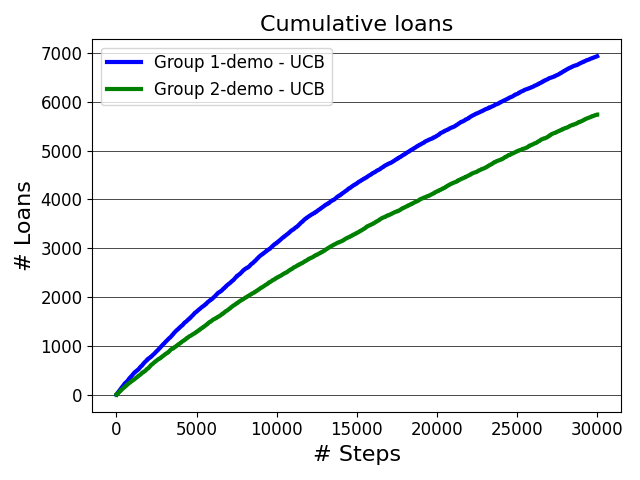 Cumulative loans
Group 1-demo - UCB
Group 2-demo - UCB
# Loans
7000
6000
5000
4000
3000
2000
1000
0
0 5000 10000 15000 20000 25000 30000
# Steps